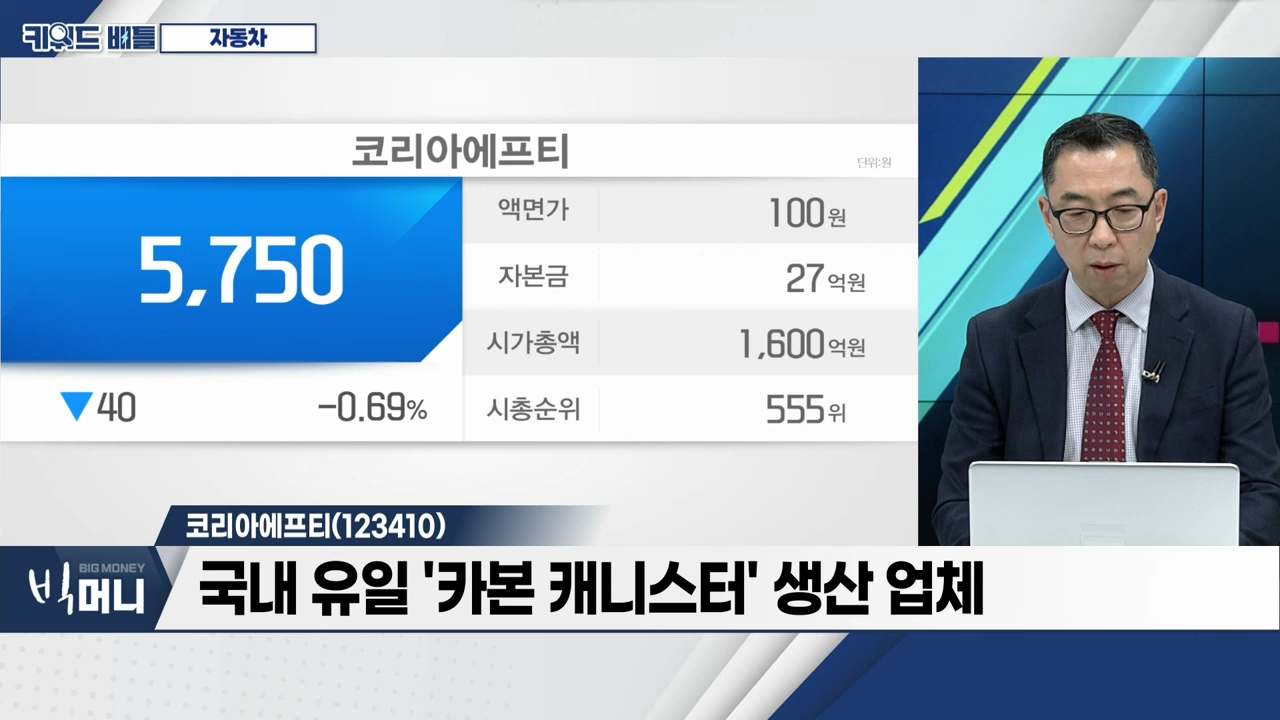 키워드 배틀 자동차
코리아에프티
단위:원
5,750
▼40 -0.69%
액면가 100원
자본금 27억원
시가총액 1,600억원
시총순위 555위
코리아에프티(123410)
BIG MONEY
빅머니
국내 유일 '카본 캐니스터' 생산 업체